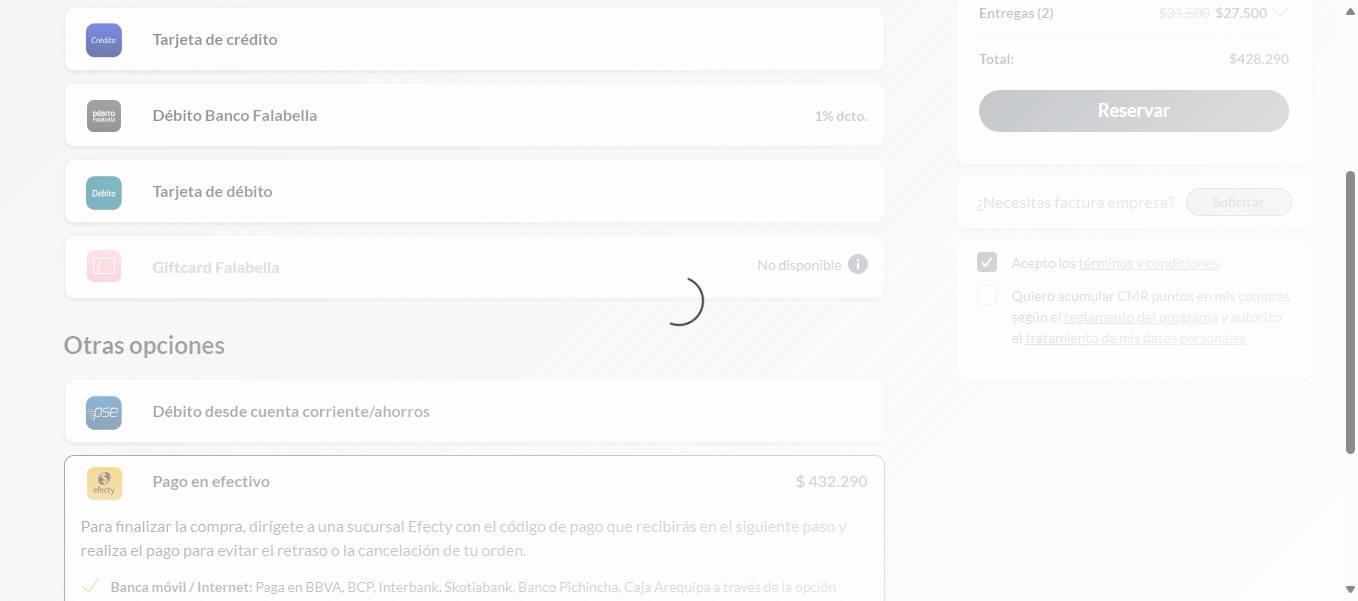 Crédito
Tarjeta de crédito
DÉBITO
Falabella
Débito Banco Falabella
1% dcto.
Débito
Tarjeta de débito
Giftcard Falabella
No disponible
i
Otras opciones
pse
Débito desde cuenta corriente/ahorros
efecty
Pago en efectivo
$ 432.290
Para finalizar la compra, dirígete a una sucursal Efecty con el código de pago que recibirás en el siguiente paso y
realiza el pago para evitar el retraso o la cancelación de tu orden.
Banca móvil / Internet: Paga en BBVA, BCP, Interbank, Skotiabank, Banco Pichincha, Caja Arequipa a través de la opción
Entregas (2)
$31.500 $27.500
Total:
$428.290
Reservar
¿Necesitas factura empresa?
Solicitar
Acepto los términos y condiciones.
Quiero acumular CMR puntos en mis compras
según el reglamento del programa y autorizo
el tratamiento de mis datos personales